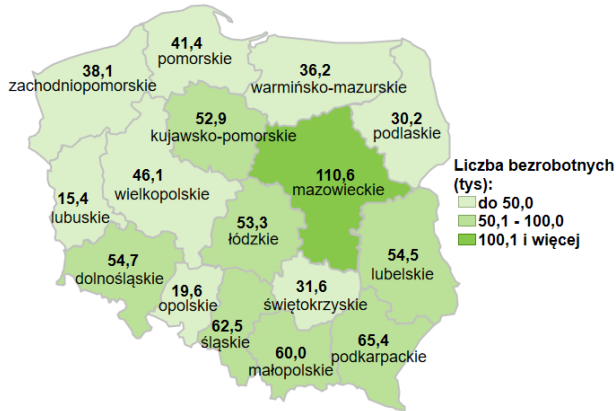 41,4
pomorskie
38,1
zachodniopomorskie
36,2
warmińsko-mazurskie
52,9
kujawsko-pomorskie
30,2
podlaskie
46,1
wielkopolskie
110,6
mazowieckie
15,4
lubuskie
53,3
łódzkie
54,7
dolnośląskie
54,5
lubelskie
19,6
opolskie
31,6
świętokrzyskie
62,5
śląskie
60,0
małopolskie
65,4
podkarpackie
Liczba bezrobotnych
(tys):
do 50,0
50,1 - 100,0
100,1 i więcej